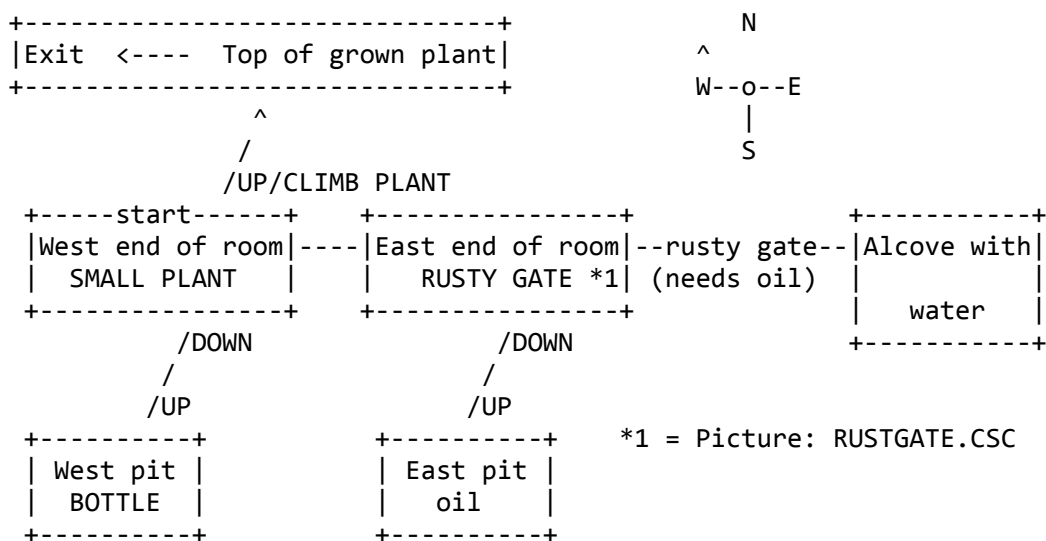 +-------------------------------+ N
|Exit <---- Top of grown plant| ^
+-------------------------------+ W--o--E
^ |
/ S
/UP/CLIMB PLANT
+-----start------+ +----------------+ +-----------+
|West end of room|----|East end of room|--rusty gate--|Alcove with|
| SMALL PLANT | | RUSTY GATE *1| (needs oil) | |
+----------------+ +----------------+ | water |
/DOWN /DOWN +-----------+
/ /
/UP /UP
+----------+ +----------+ *1 = Picture: RUSTGATE.CSC
| West pit | | East pit |
| BOTTLE | | oil |
+----------+ +----------+